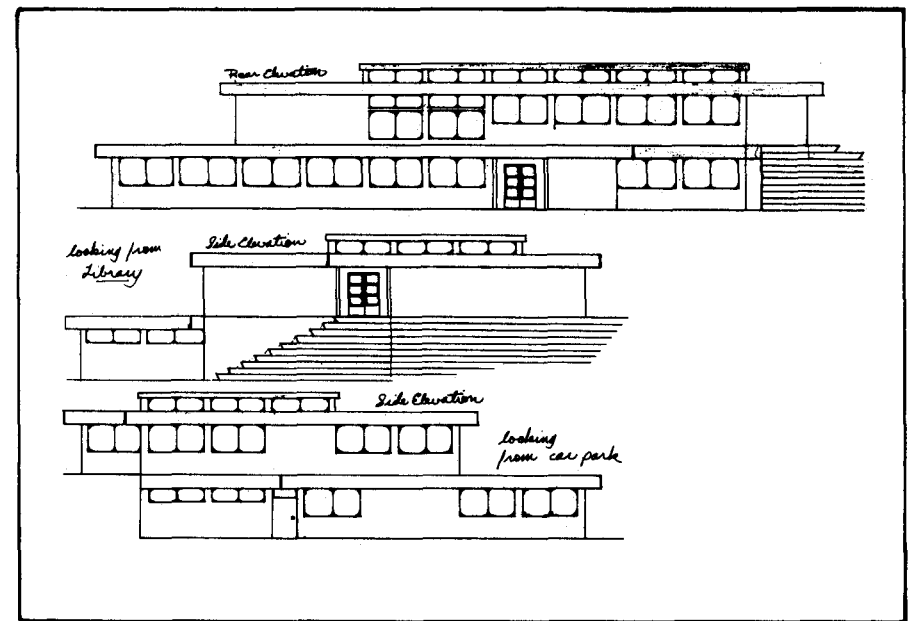 Rear Elevation
looking from
Library
Side Elevation
Side Elevation
looking
from car park